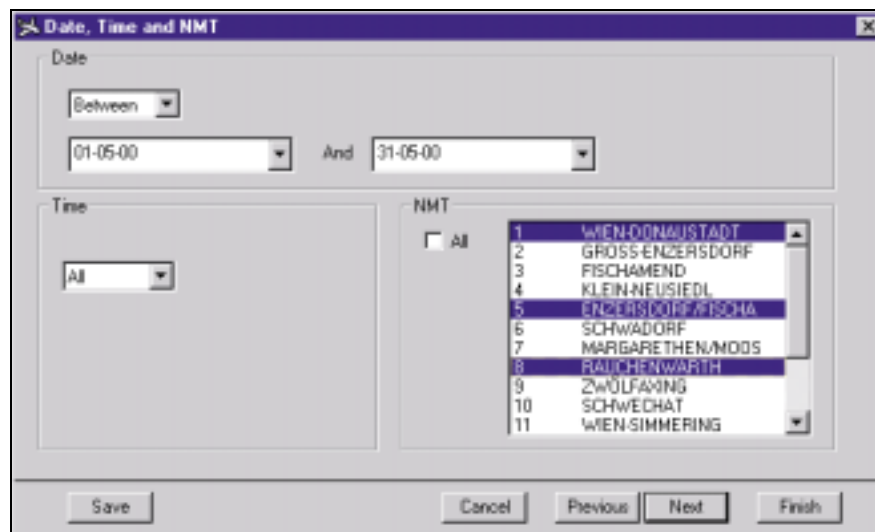 Date, Time and NMT
Date
Between
01-05-00 And 31-05-00
Time
All
NMT
All
1 WIEN-DONAUSTADT
2 GROSS-ENZERSDORF
3 FISCHAMEND
4 KLEIN-NEUSIEDL
5 ENZERSDORF/FISCHA
6 SCHWADORF
7 MARGARETHEN/MOOS
8 RAUCHENWARTH
9 ZWÖLFAXING
10 SCHWECHAT
11 WIEN-SIMMERING
Save Cancel Previous Next Finish